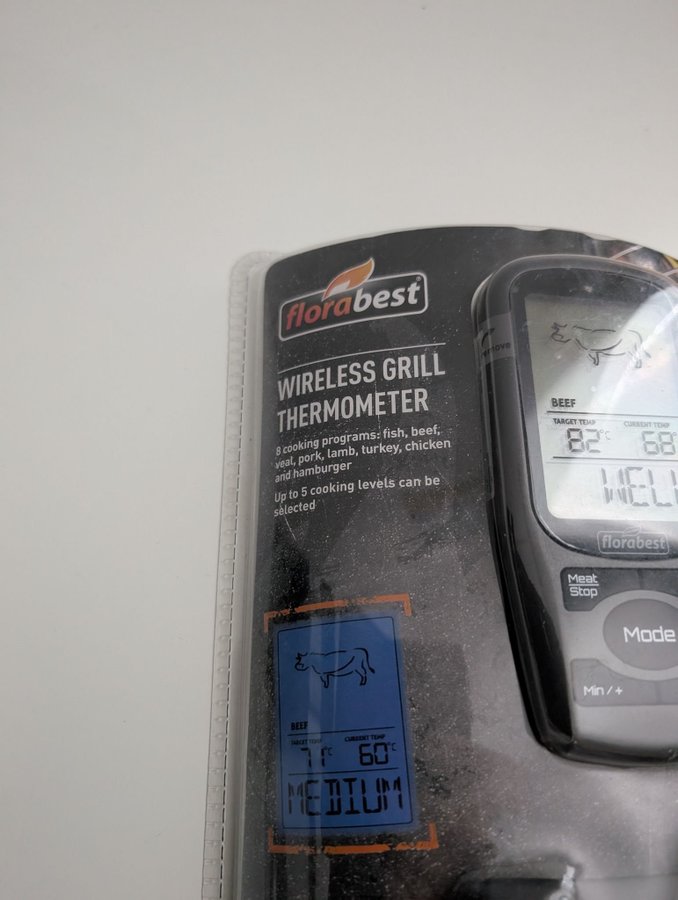 florabest
WIRELESS GRILL
THERMOMETER
8 cooking programs: fish, beef,
veal, pork, lamb, turkey, chicken
and hamburger
Up to 5 cooking levels can be
selected
BEEF
TARGET TEMP CURRENT TEMP
71°C 60°C
MEDIUM
BEEF
TARGET TEMP CURRENT TEMP
82°C 68°
WELL
florabest
Meat
Stop
Mode
Min / +